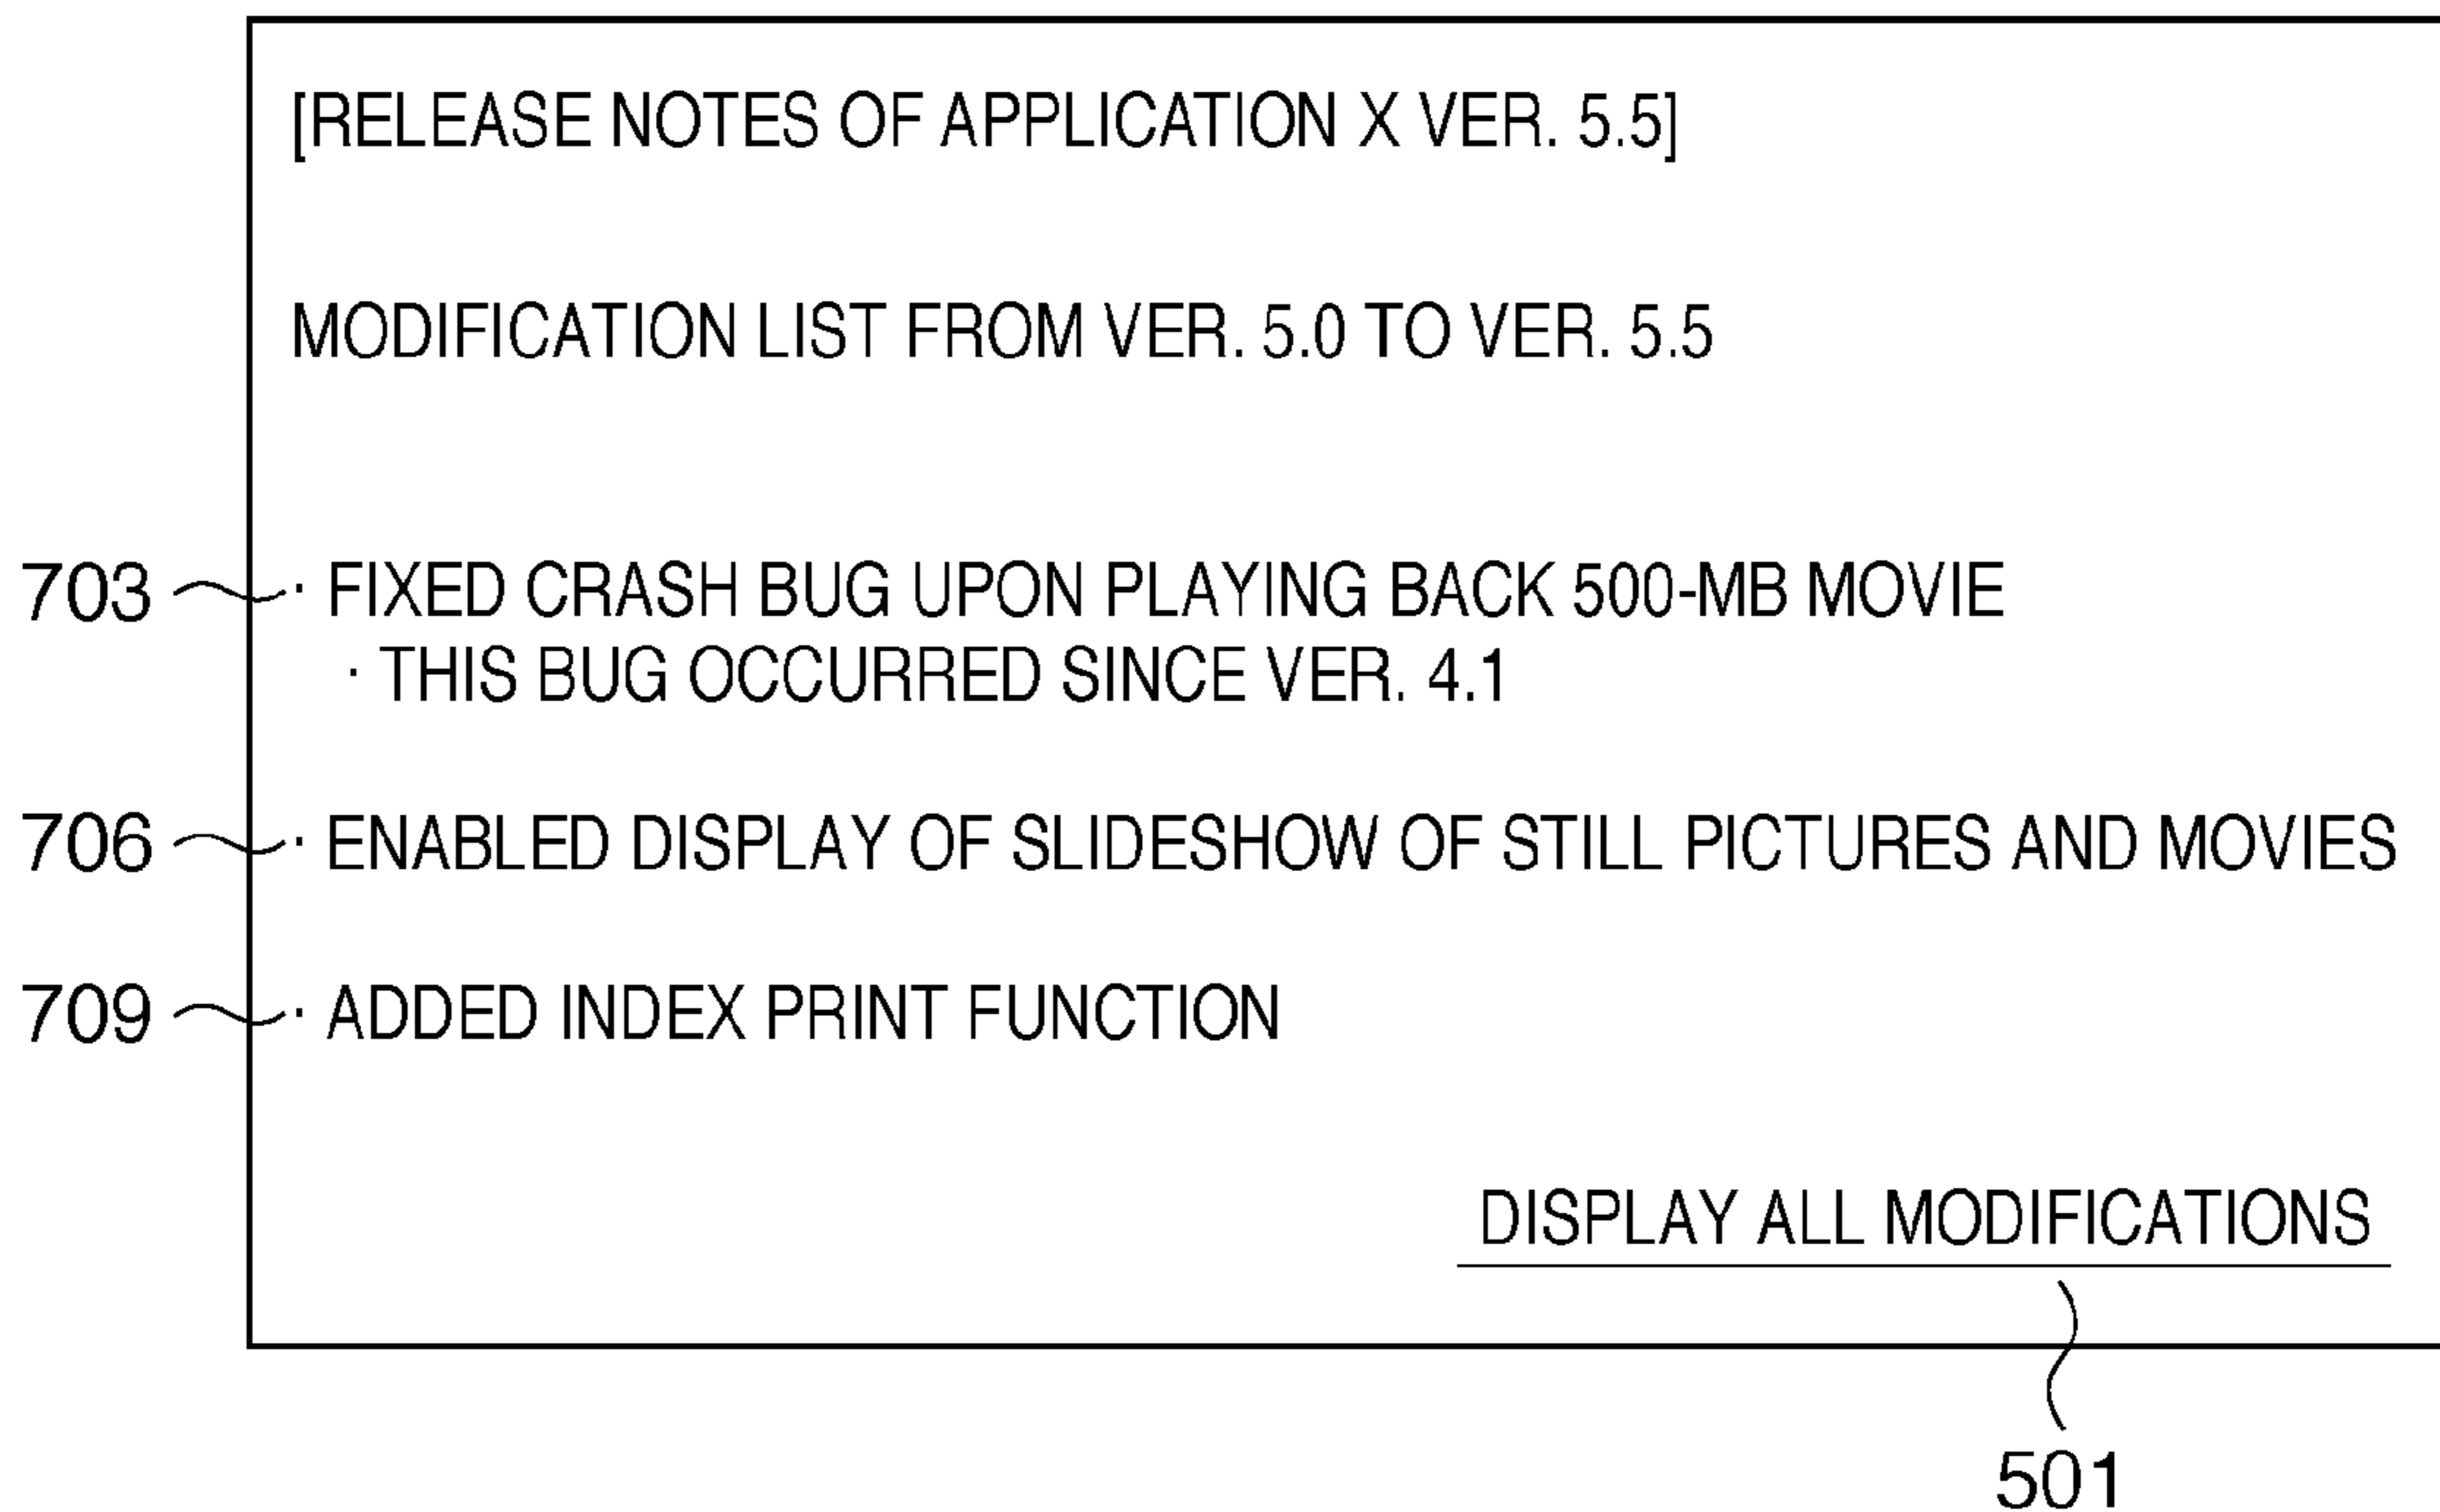 [RELEASE NOTES OF APPLICATION X VER. 5.5]
MODIFICATION LIST FROM VER. 5.0 TO VER. 5.5
703 · FIXED CRASH BUG UPON PLAYING BACK 500-MB MOVIE
· THIS BUG OCCURRED SINCE VER. 4.1
706 · ENABLED DISPLAY OF SLIDESHOW OF STILL PICTURES AND MOVIES
709 · ADDED INDEX PRINT FUNCTION
DISPLAY ALL MODIFICATIONS
501